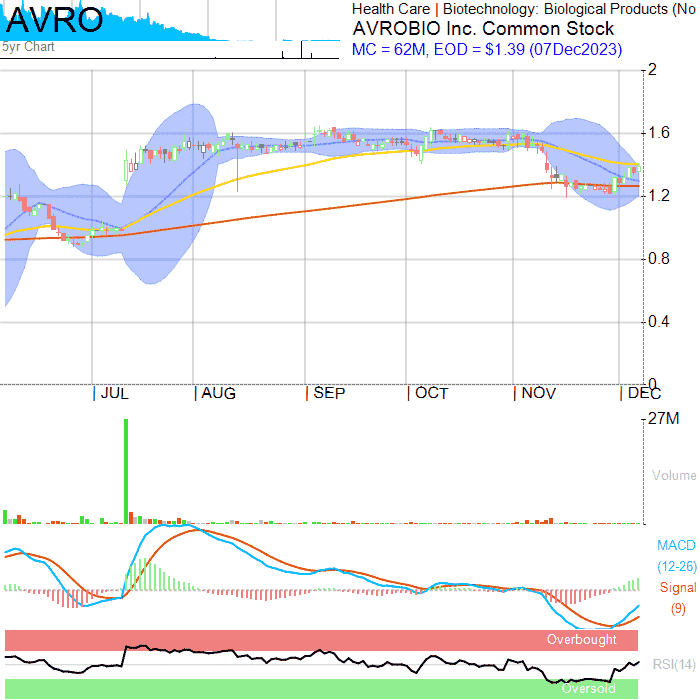 AVRO
5yr Chart
Health Care | Biotechnology: Biological Products (No
AVROBIO Inc. Common Stock
MC = 62M, EOD = $1.39 (07Dec2023)
2
1.6
1.2
0.8
0.4
0
JUL AUG SEP OCT NOV DEC
27M
Volume
MACD
(12-26)
Signal
(9)
Overbought
RSI(14)
Oversold